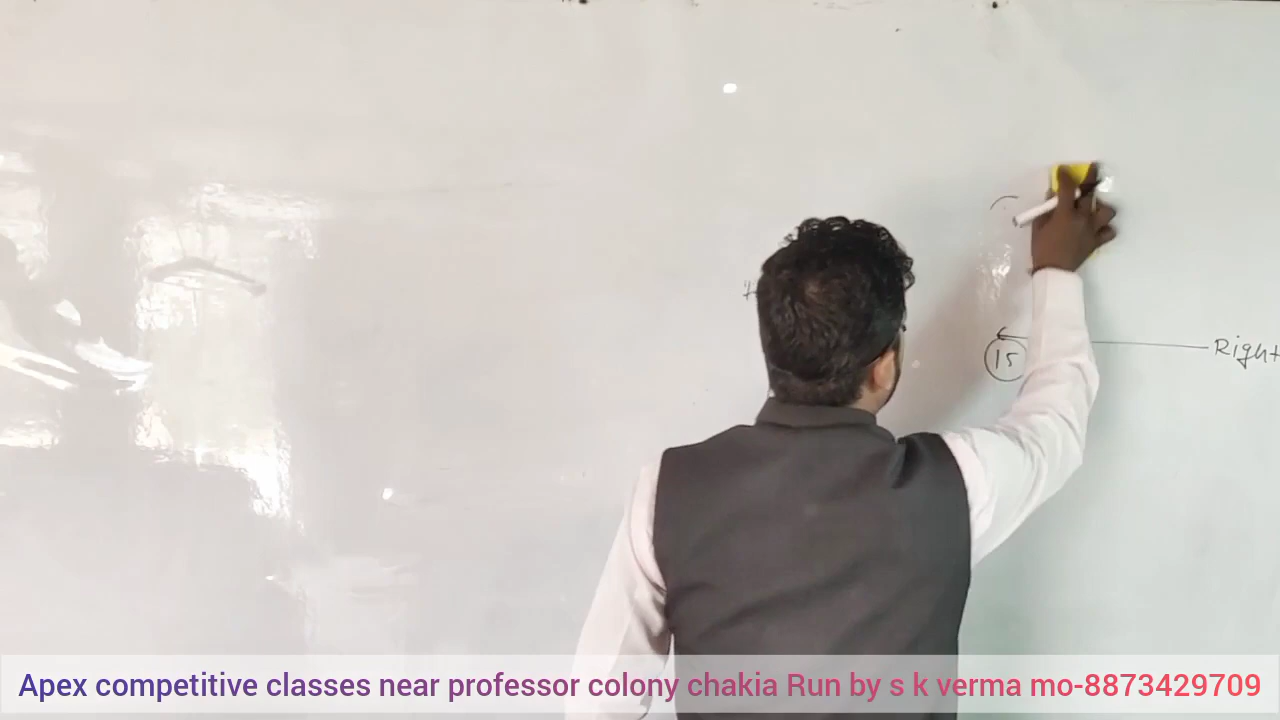 15
Right
Apex competitive classes near professor colony chakia Run by s k verma mo-8873429709